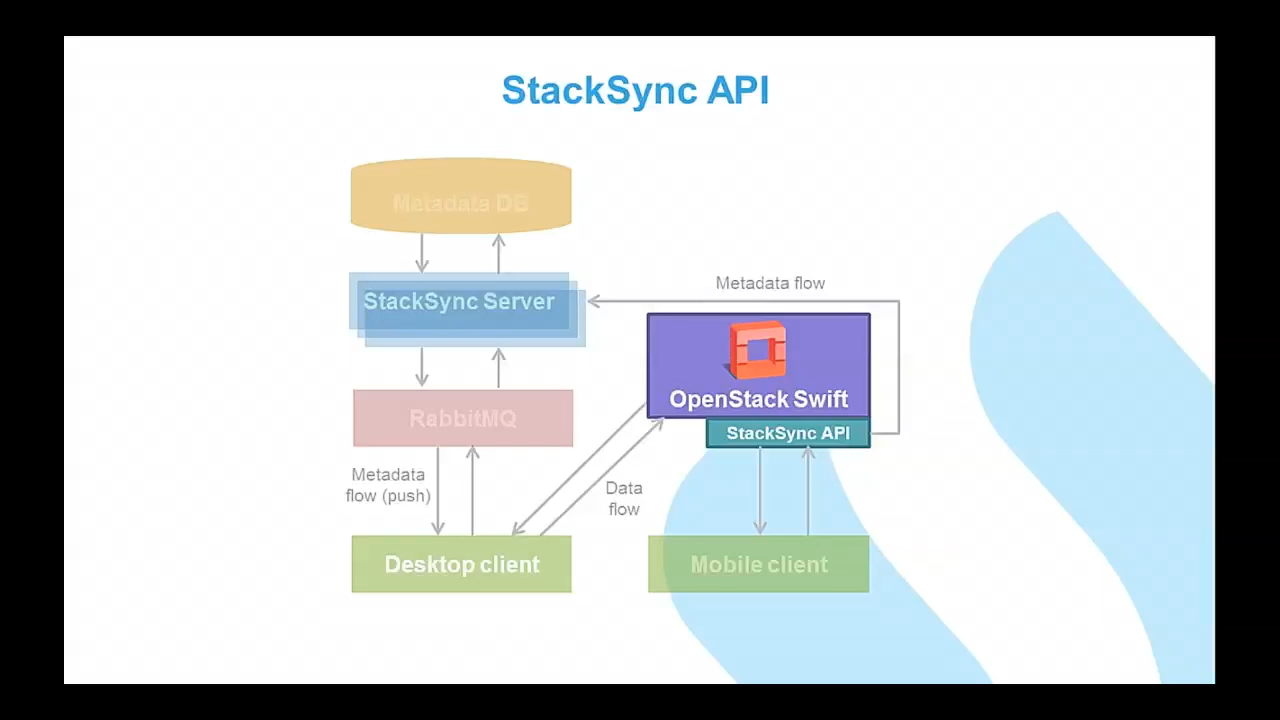 StackSync API
Metadata DB
StackSync Server
Metadata flow
OpenStack Swift
RabbitMQ
StackSync API
Metadata
flow (push)
Data
flow
Desktop client
Mobile client